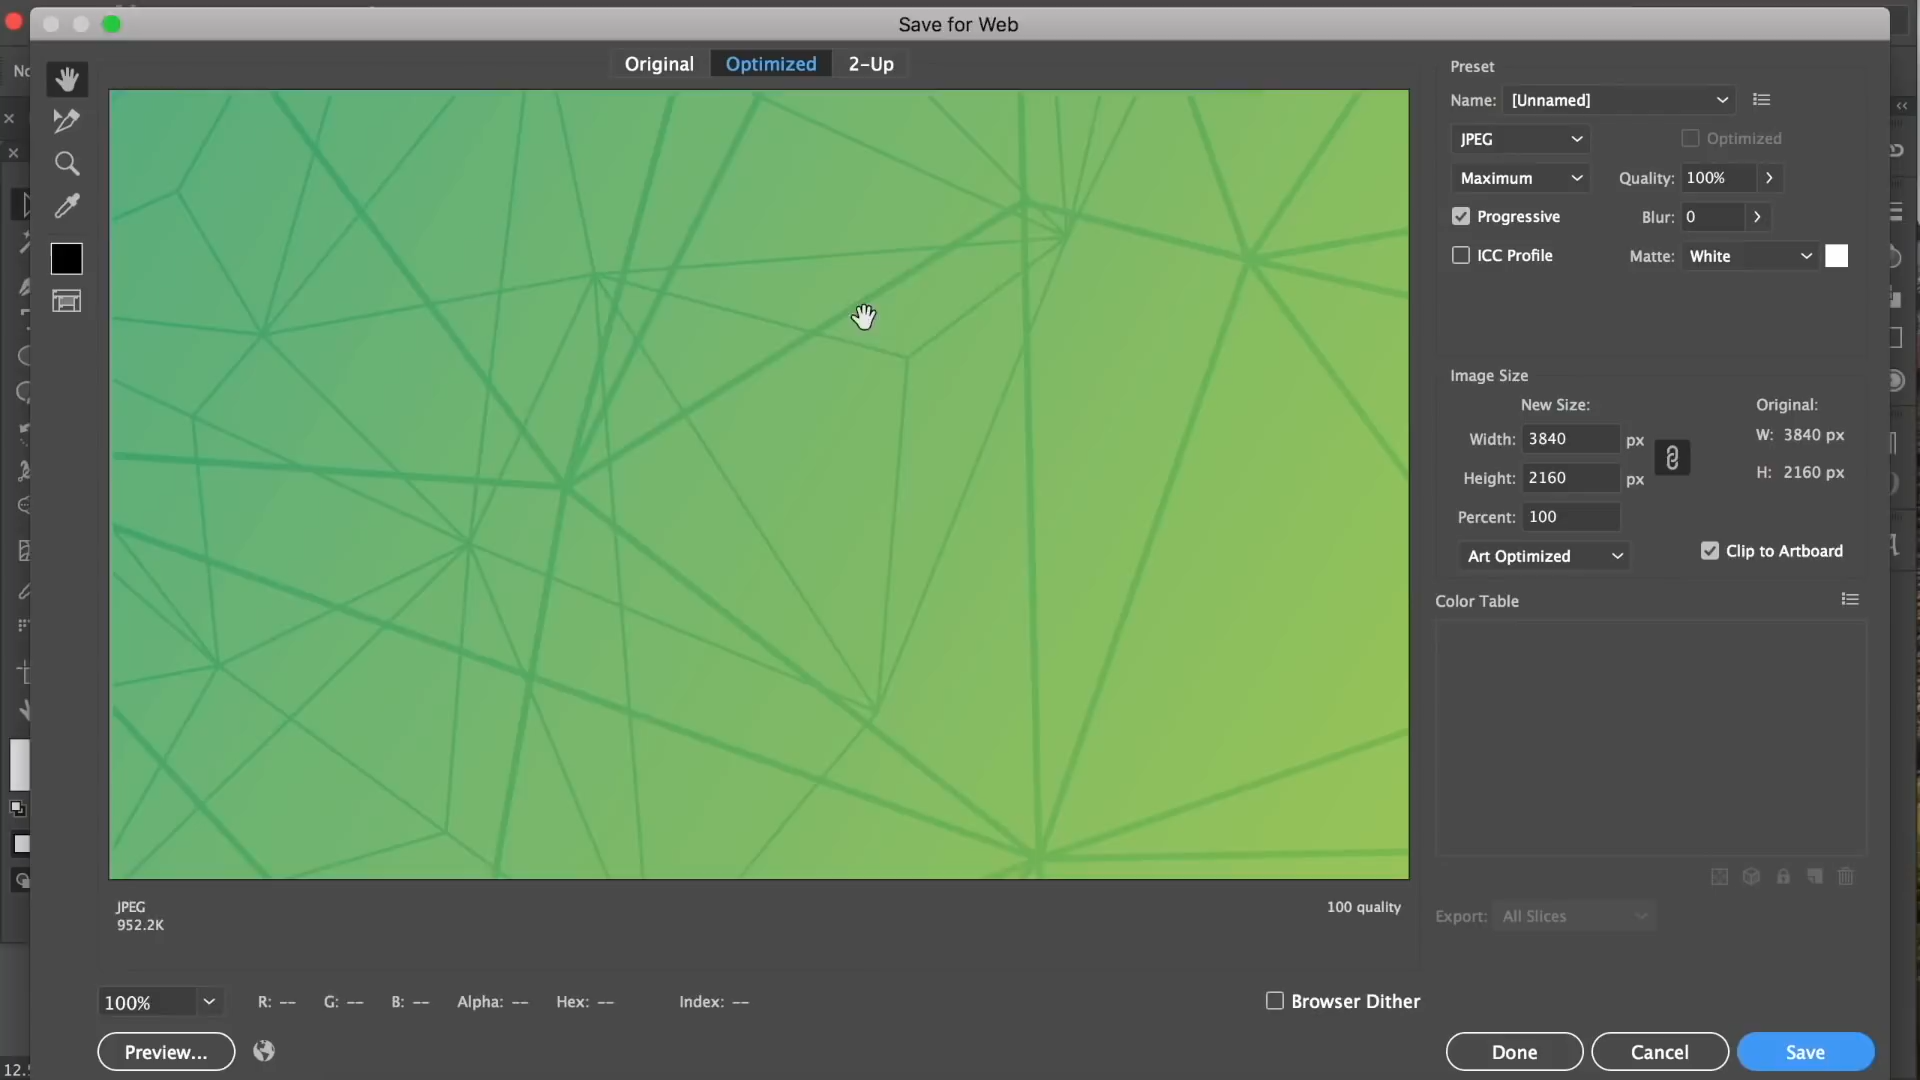 Save for Web
Original Optimized 2-Up
Preset
Name: [Unnamed]
JPEG Optimized
Maximum Quality: 100%
Progressive Blur: 0
ICC Profile Matte: White
Image Size
New Size: Original:
Width: 3840 px W: 3840 px
Height: 2160 px H: 2160 px
Percent: 100
Art Optimized Clip to Artboard
Color Table
JPEG 100 quality
952.2K
Export: All Slices
100% R: -- G: -- B: -- Alpha: -- Hex: -- Index: -- Browser Dither
Preview... Done Cancel Save